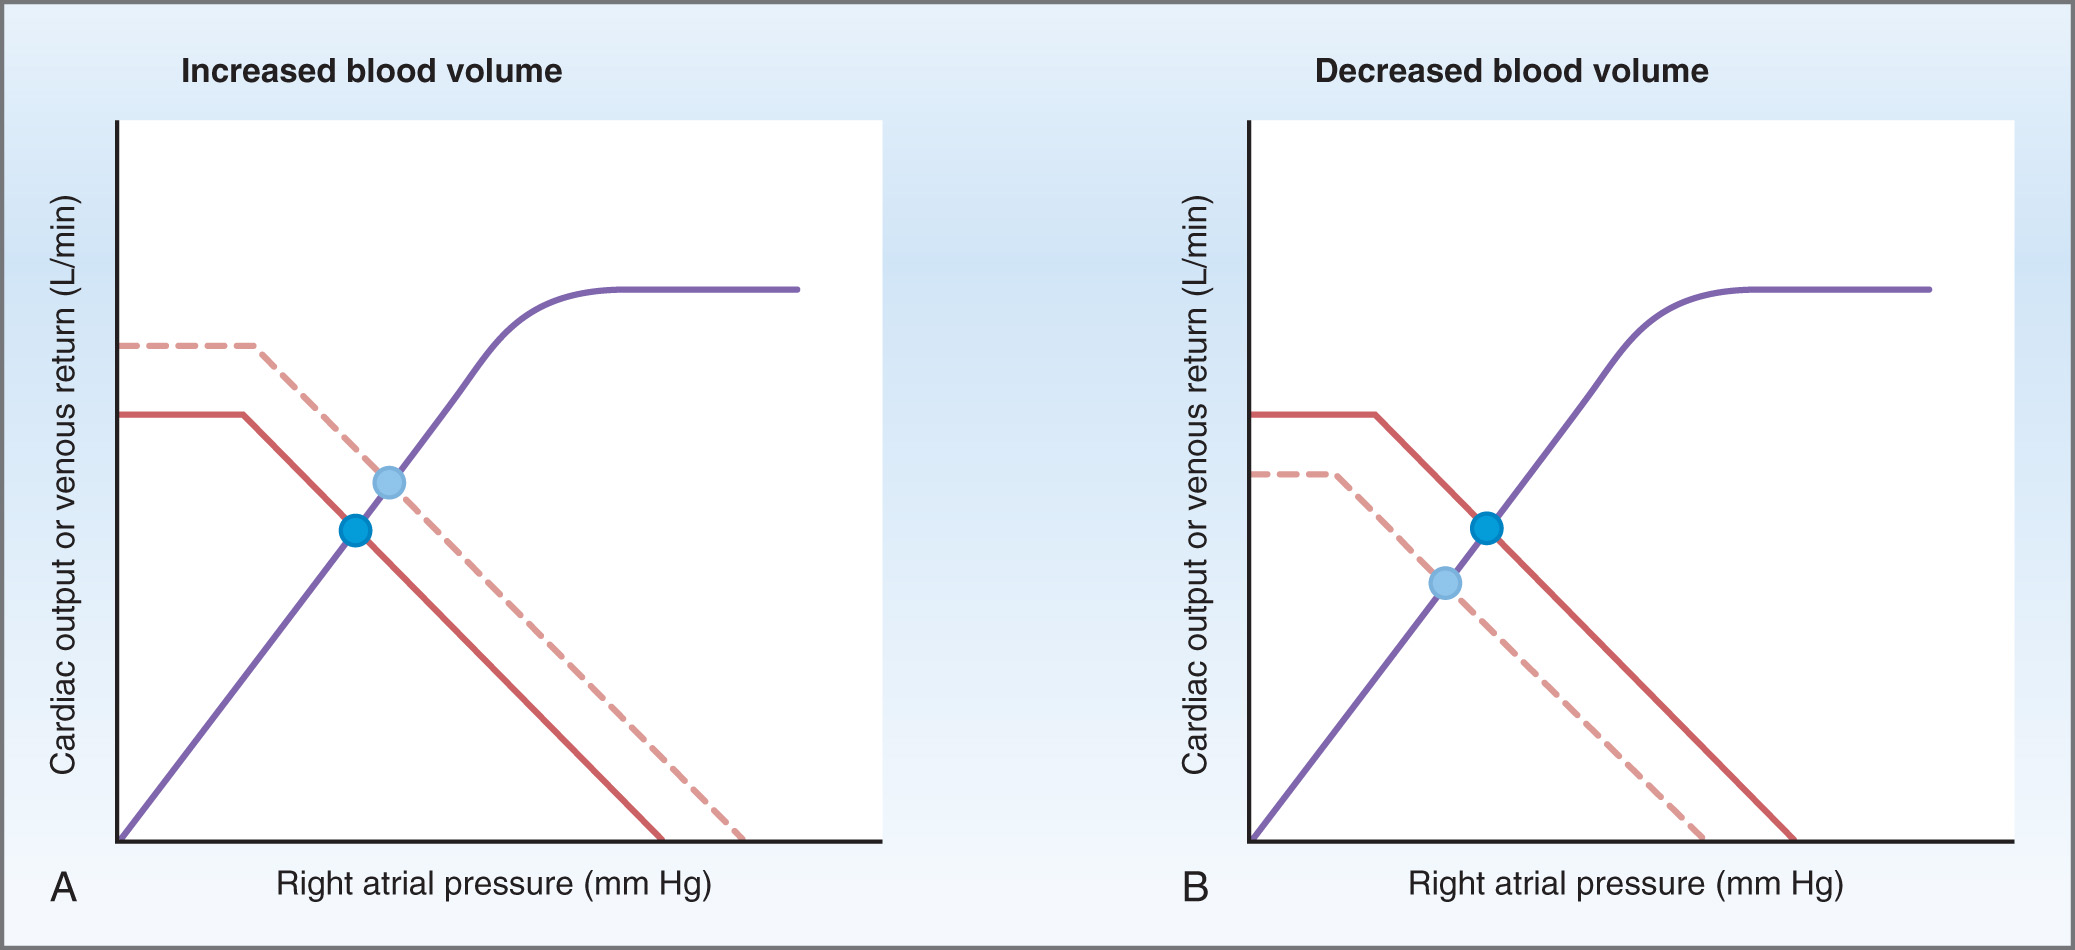 Increased blood volume
Cardiac output or venous return (L/min)
Right atrial pressure (mm Hg)
A
Decreased blood volume
Cardiac output or venous return (L/min)
Right atrial pressure (mm Hg)
B